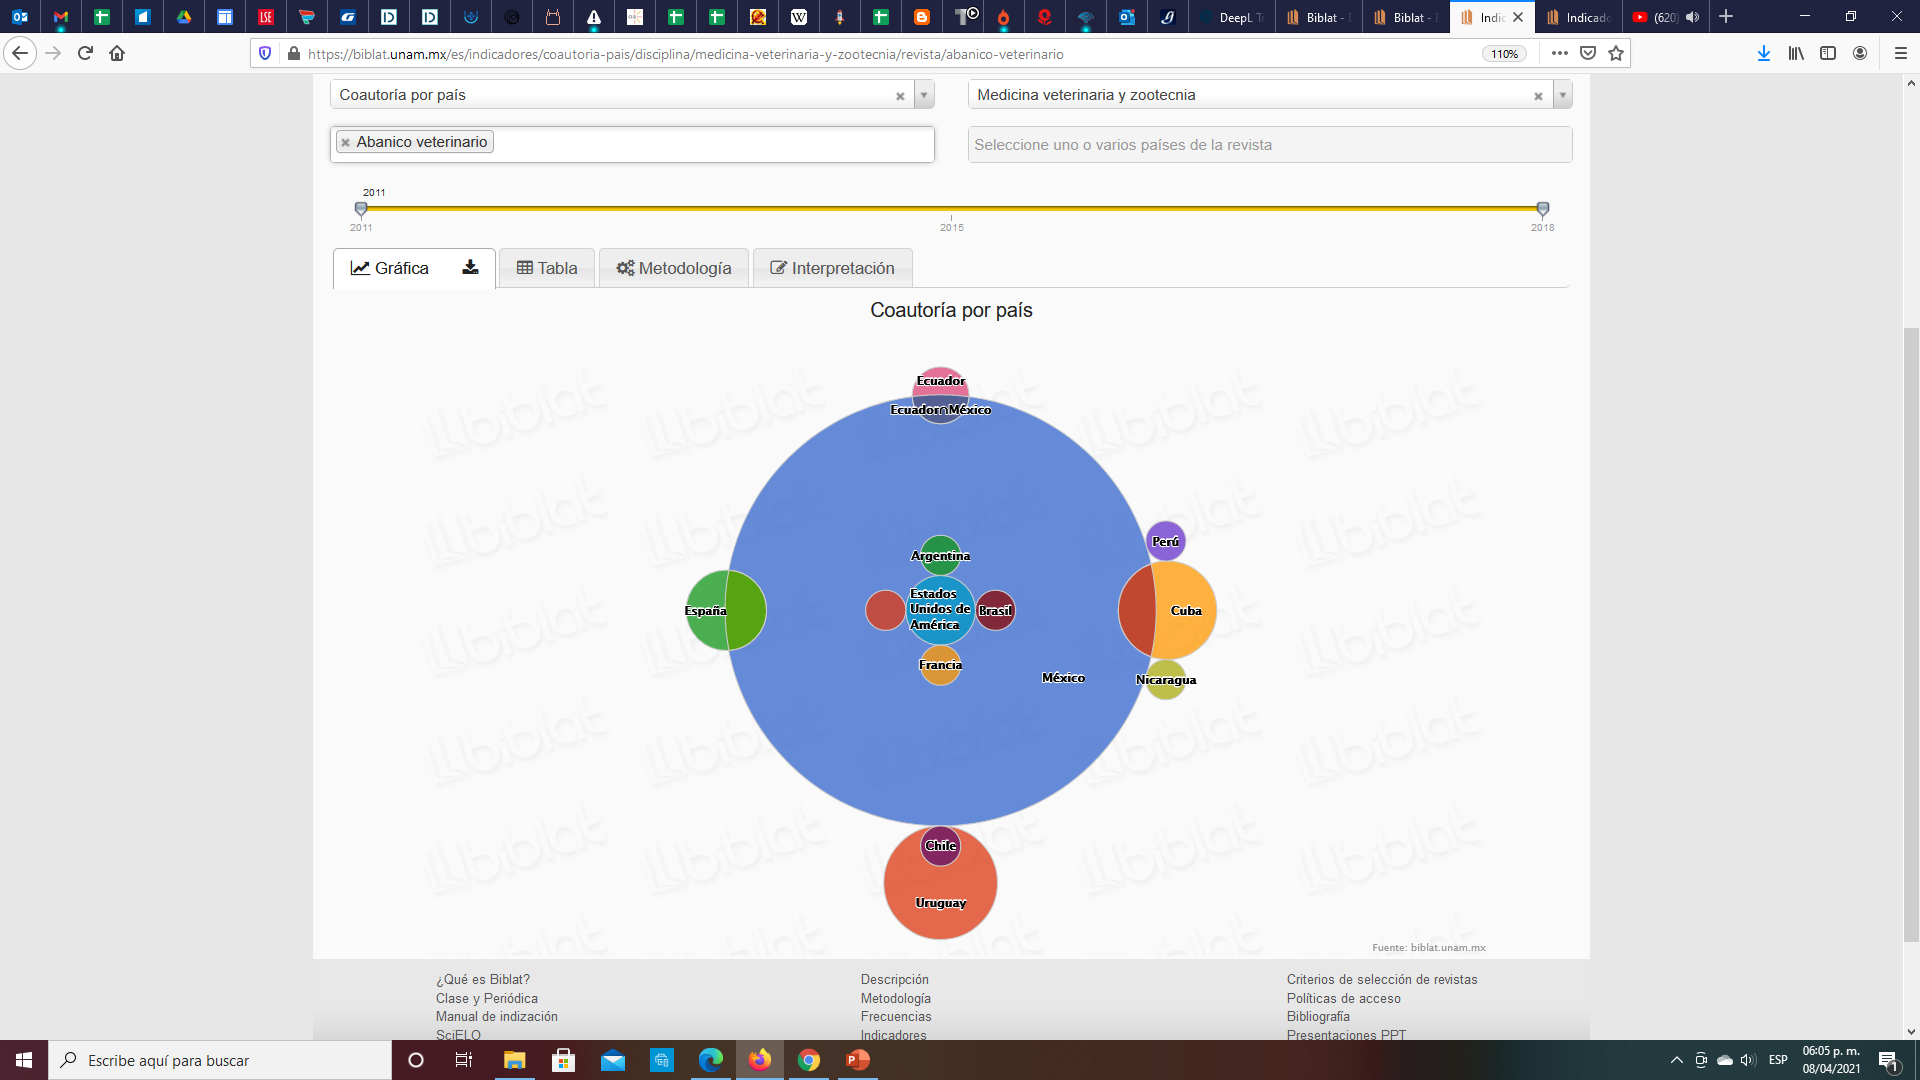 DeepL T
Biblat -
Biblat -
Indic
Indicado
(620)
https://biblat.unam.mx/es/indicadores/coautoria-pais/disciplina/medicina-veterinaria-y-zootecnia/revista/abanico-veterinario
110%
Coautoría por país
Medicina veterinaria y zootecnia
Abanico veterinario
Seleccione uno o varios países de la revista
2011
2011
2015
2018
Gráfica
Tabla
Metodología
Interpretación
Coautoría por país
Ecuador
Ecuador∩México
Perú
Argentina
Estados
Unidos de
América
España
Brasil
Cuba
Francia
México
Nicaragua
Chile
Uruguay
Fuente: biblat.unam.mx
¿Qué es Biblat?
Descripción
Criterios de selección de revistas
Clase y Periódica
Metodología
Políticas de acceso
Manual de indización
Frecuencias
Bibliografía
SciELO
Indicadores
Presentaciones PPT
Escribe aquí para buscar
ESP
06:05 p. m.
08/04/2021
1